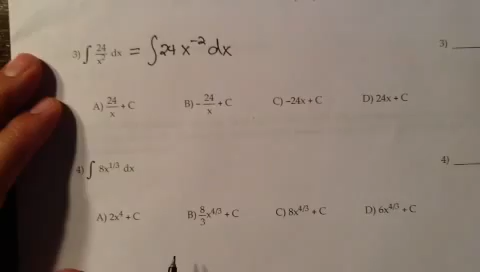 3) ∫ 24/x² dx = ∫24x⁻² dx
3) ____
A) 24/x + C B) - 24/x + C C) -24x + C D) 24x + C
4) ∫ 8x^1/3 dx
4) ____
A) 2x⁴ + C B) 8/3 x^4/3 + C C) 8x^4/3 + C D) 6x^4/3 + C